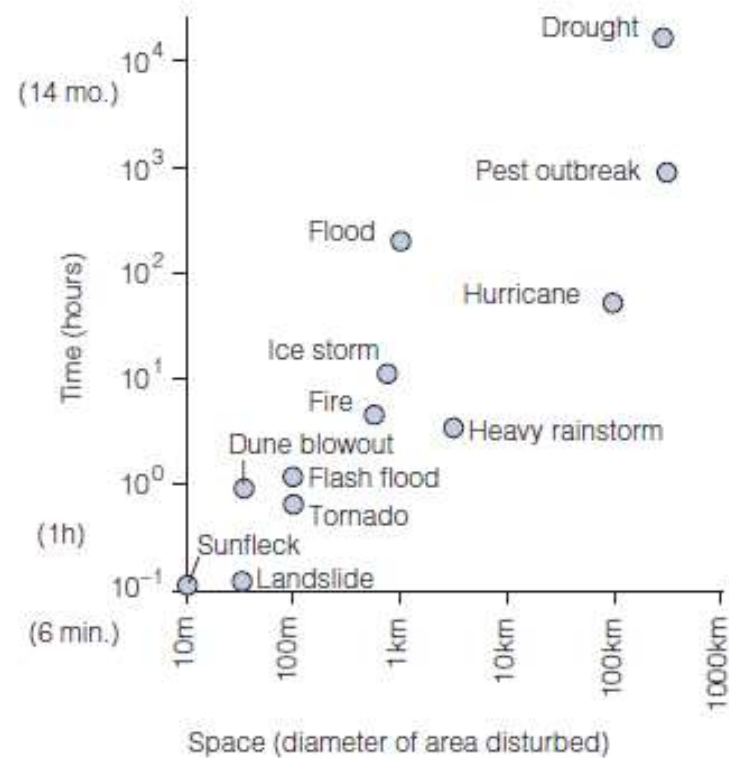 Drought
10⁴
(14 mo.)
10³
Pest outbreak
Flood
10²
Hurricane
Time (hours)
Ice storm
10¹
Fire
Heavy rainstorm
Dune blowout
10⁰
Flash flood
Tornado
(1h)
Sunfleck
10⁻¹
Landslide
(6 min.)
10m
100m
1km
10km
100km
1000km
Space (diameter of area disturbed)